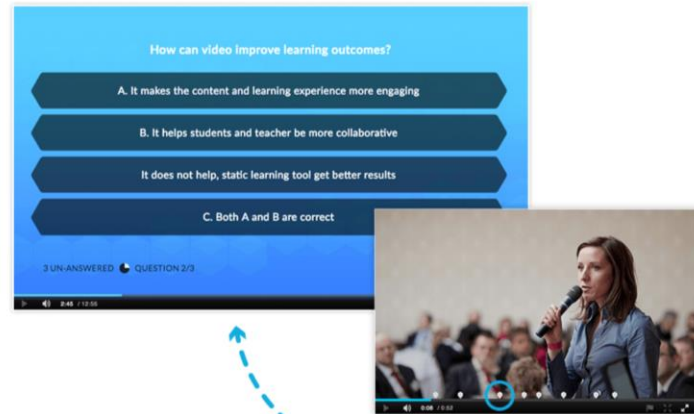 How can video improve learning outcomes?
A. It makes the content and learning experience more engaging
B. It helps students and teacher be more collaborative
It does not help, static learning tool get better results
C. Both A and B are correct
3 UN-ANSWERED QUESTION 2/3
2:45 / 12:55
0:08 / 0:52